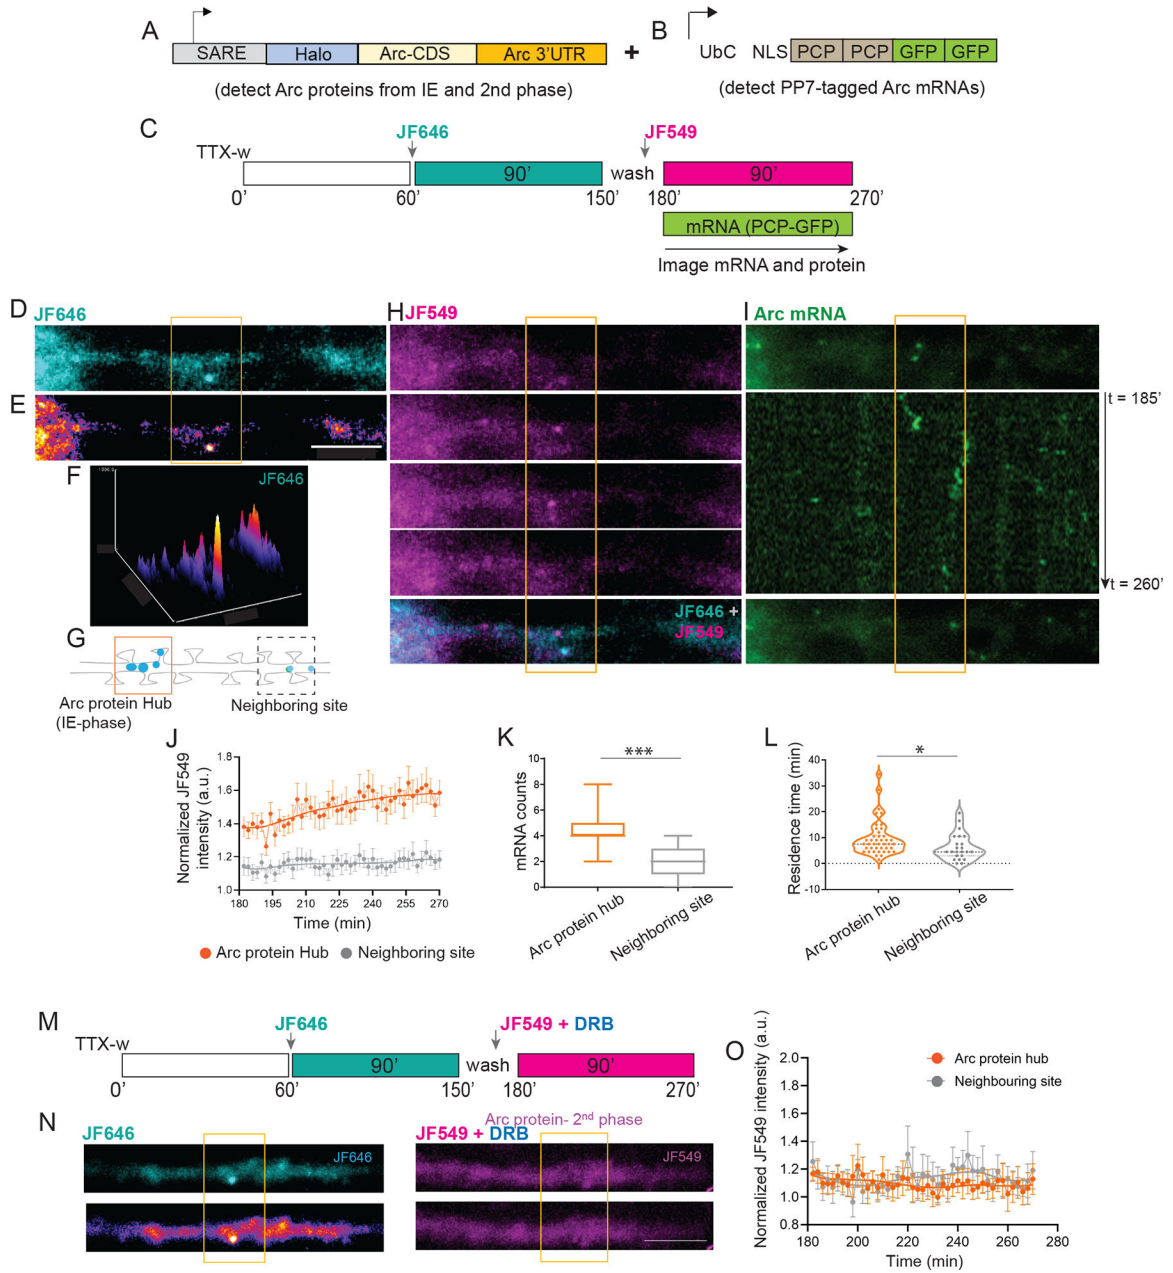 A
SARE Halo Arc-CDS Arc 3'UTR
(detect Arc proteins from IE and 2nd phase)
+
B
UbC NLS PCP PCP GFP GFP
(detect PP7-tagged Arc mRNAs)
C
JF646 JF549
TTX-w
90' wash 90'
0' 60' 150' 180' 270'
mRNA (PCP-GFP)
Image mRNA and protein
D JF646
E
F JF646
G
Arc protein Hub
(IE-phase)
Neighboring site
H JF549
JF646 +
JF549
I Arc mRNA
t = 185'
t = 260'
J
Normalized JF549
intensity (a.u.)
1.8
1.6
1.4
1.2
1.0
180 195 210 225 240 255 270
Time (min)
Arc protein Hub Neighboring site
K
***
mRNA counts
10
8
6
4
2
0
Arc protein hub
Neighboring site
L
*
Residence time (min)
40
30
20
10
0
-10
Arc protein hub
Neighboring site
M
JF646 JF549 + DRB
TTX-w
90' wash 90'
0' 60' 150' 180' 270'
N
JF646
JF646
Arc protein- 2nd phase
JF549 + DRB
JF549
O
Normalized JF549 intensity (a.u.)
Arc protein hub
Neighbouring site
2.0
1.8
1.6
1.4
1.2
1.0
0.8
180 200 220 240 260 280
Time (min)